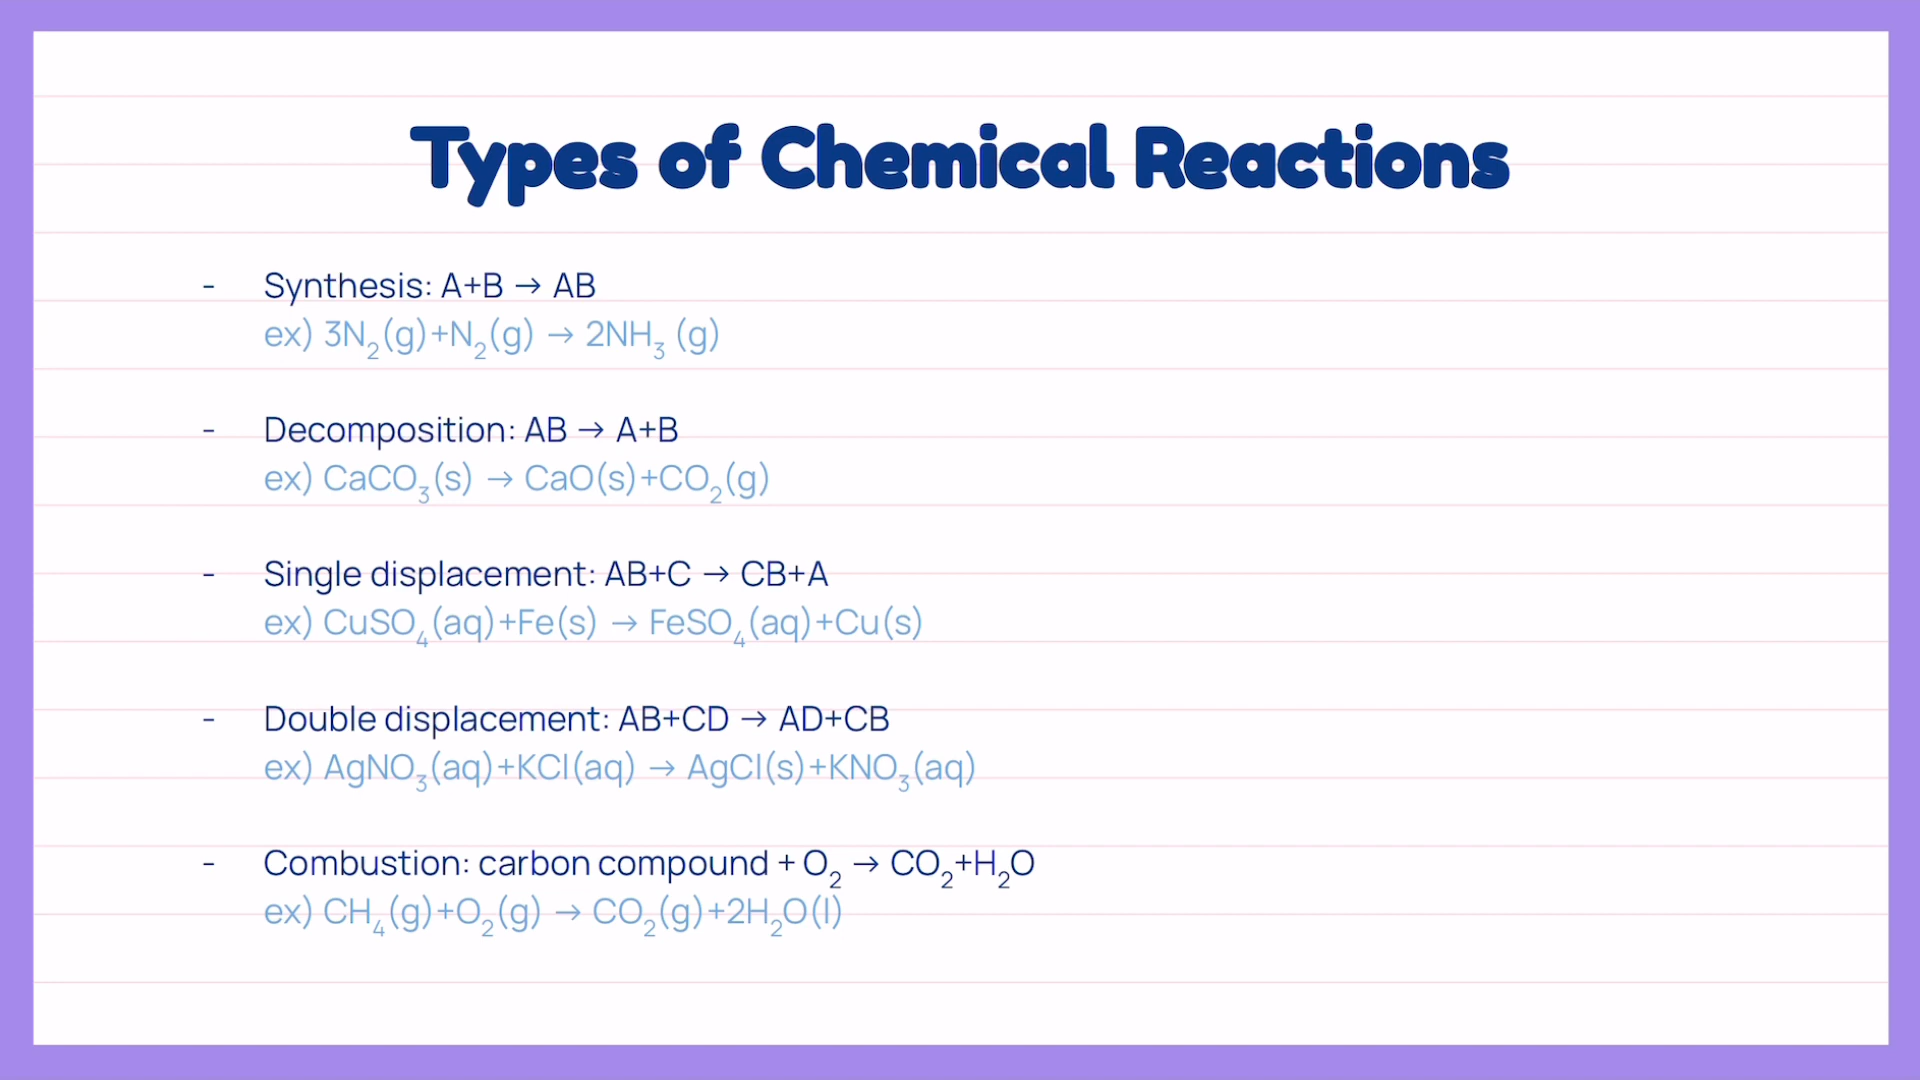 Types of Chemical Reactions
- Synthesis: A+B → AB
ex) 3N₂(g)+N₂(g) → 2NH₃ (g)
- Decomposition: AB → A+B
ex) CaCO₃(s) → CaO(s)+CO₂(g)
- Single displacement: AB+C → CB+A
ex) CuSO₄(aq)+Fe(s) → FeSO₄(aq)+Cu(s)
- Double displacement: AB+CD → AD+CB
ex) AgNO₃(aq)+KCl(aq) → AgCl(s)+KNO₃(aq)
- Combustion: carbon compound + O₂ → CO₂+H₂O
ex) CH₄(g)+O₂(g) → CO₂(g)+2H₂O(l)